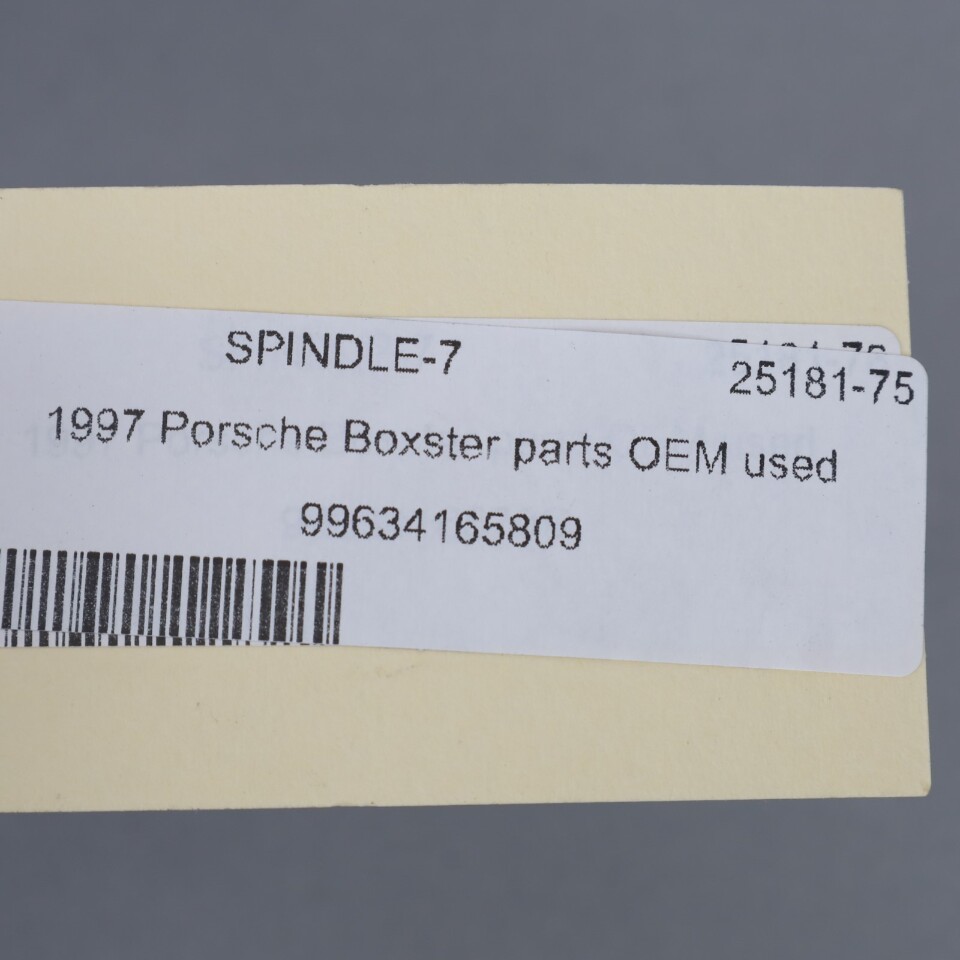 SPINDLE-7
25181-75
1997 Porsche Boxster parts OEM used
99634165809